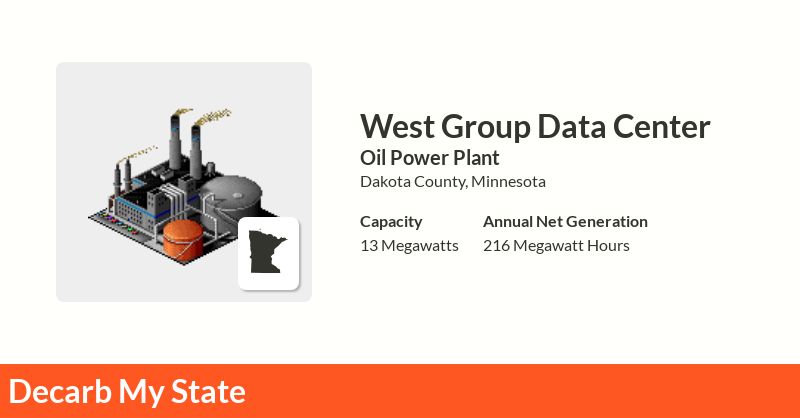 West Group Data Center
Oil Power Plant
Dakota County, Minnesota
Capacity
Annual Net Generation
13 Megawatts
216 Megawatt Hours
Decarb My State